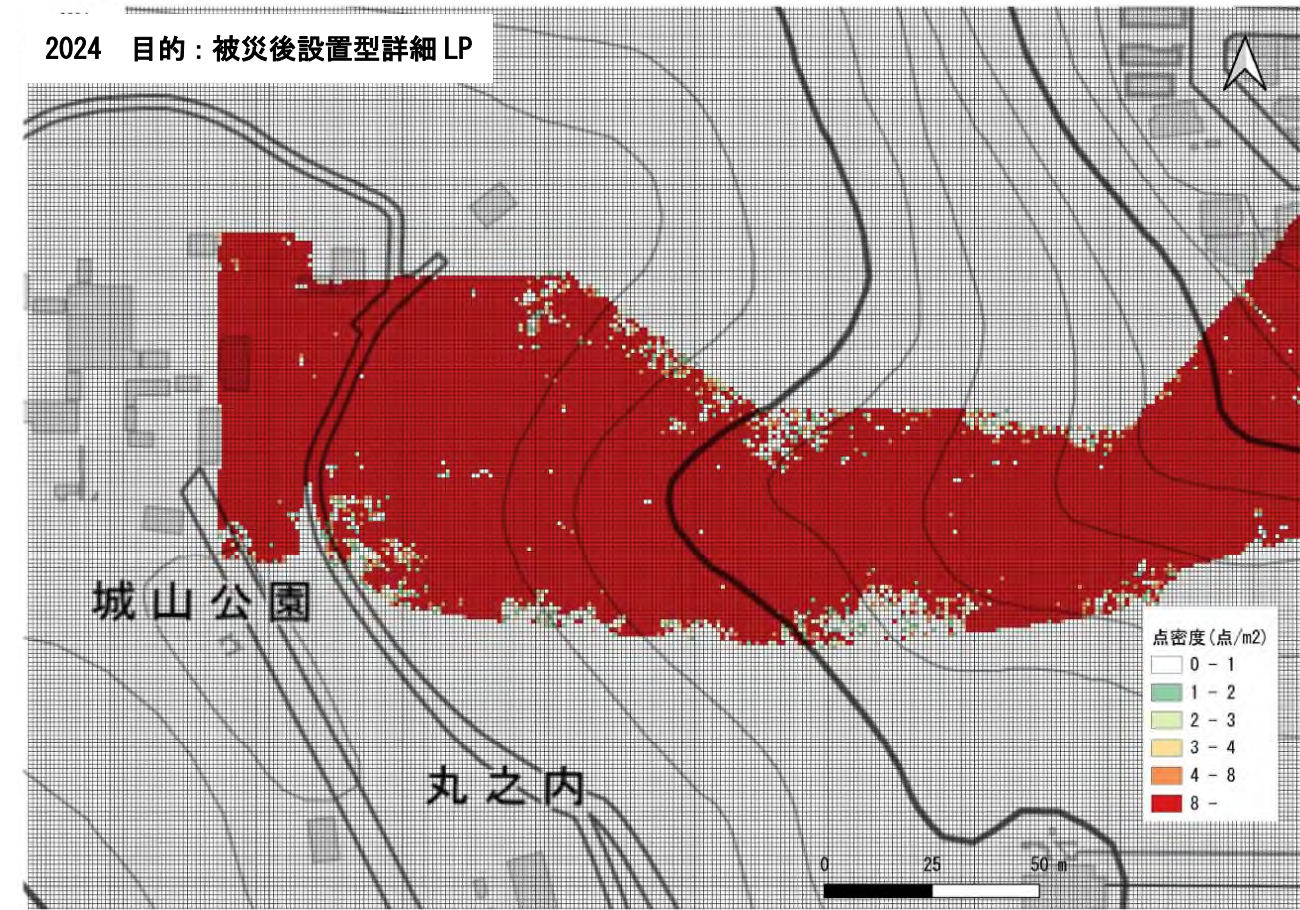 2024　目的：被災後設置型詳細 LP
城山公園
丸之内
点密度(点/m2)
0 - 1
1 - 2
2 - 3
3 - 4
4 - 8
8 -
0 25 50 m